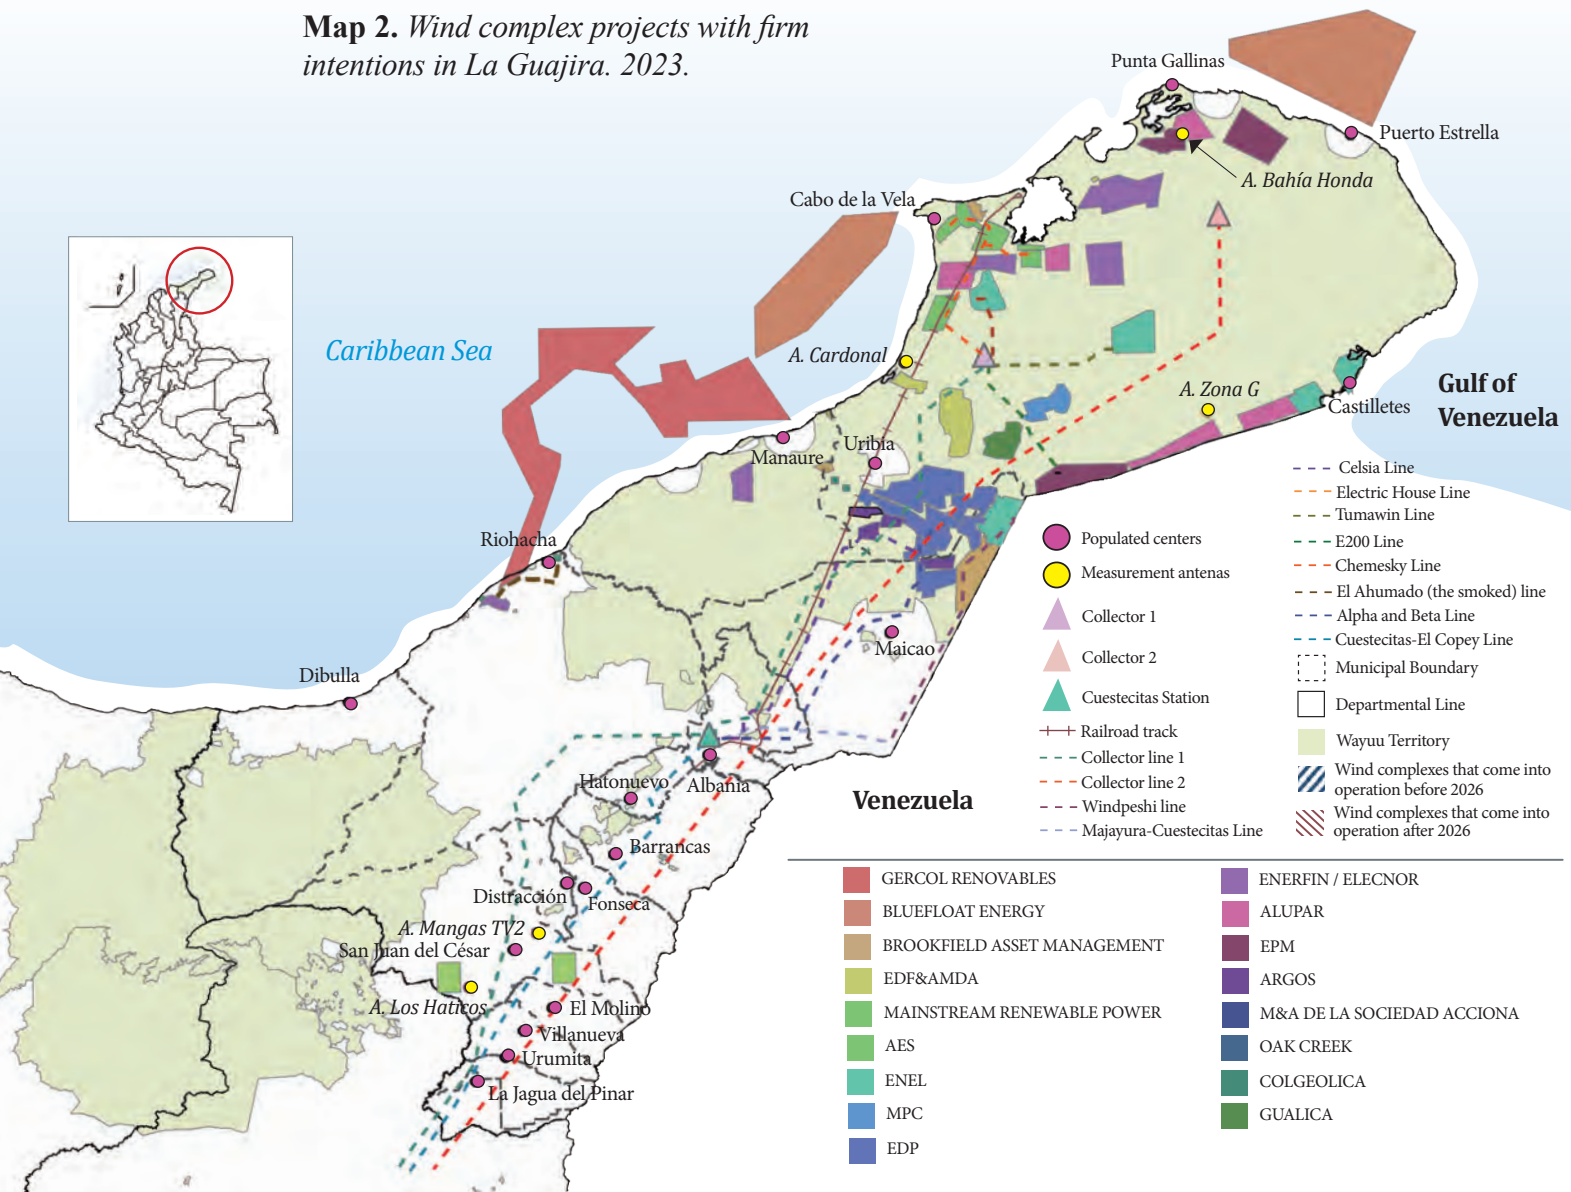 Map 2. Wind complex projects with firm
intentions in La Guajira. 2023.
Punta Gallinas
Puerto Estrella
A. Bahía Honda
Cabo de la Vela
Caribbean Sea
A. Cardonal
A. Zona G
Gulf of
Venezuela
Castilletes
Manaure
Uribia
Riohacha
Maicao
Dibulla
Albania
Hatonuevo
Barrancas
Distracción
Fonseca
A. Mangas TV2
San Juan del César
A. Los Haticos
El Molino
Villanueva
Urumita
La Jagua del Pinar
Venezuela
Populated centers
Measurement antenas
Collector 1
Collector 2
Cuestecitas Station
Railroad track
Collector line 1
Collector line 2
Windpeshi line
Majayura-Cuestecitas Line
Celsia Line
Electric House Line
Tumawin Line
E200 Line
Chemesky Line
El Ahumado (the smoked) line
Alpha and Beta Line
Cuestecitas-El Copey Line
Municipal Boundary
Departmental Line
Wayuu Territory
Wind complexes that come into
operation before 2026
Wind complexes that come into
operation after 2026
GERCOL RENOVABLES
BLUEFLOAT ENERGY
BROOKFIELD ASSET MANAGEMENT
EDF&AMDA
MAINSTREAM RENEWABLE POWER
AES
ENEL
MPC
EDP
ENERFIN / ELECNOR
ALUPAR
EPM
ARGOS
M&A DE LA SOCIEDAD ACCIONA
OAK CREEK
COLGEOLICA
GUALICA